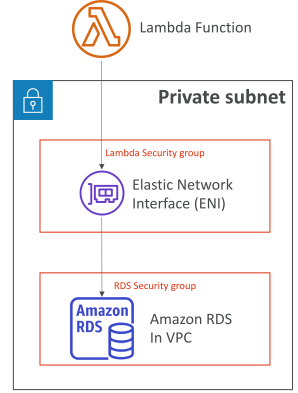 Lambda Function
Private subnet
Lambda Security group
Elastic Network
Interface (ENI)
RDS Security group
Amazon
RDS
Amazon RDS
In VPC